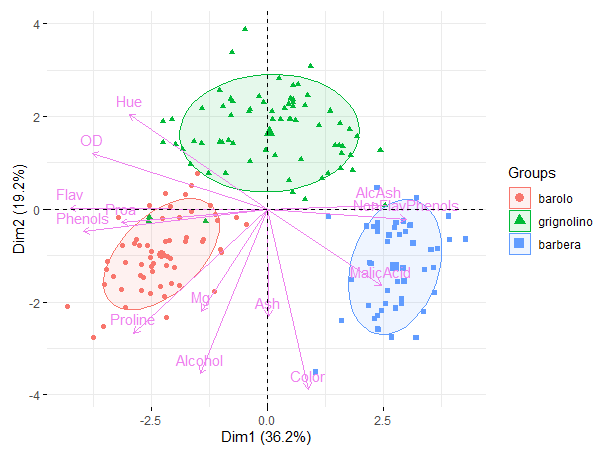 4
Hue
2
OD
Flav
AlcAsh
Proa
NonFlavPhenols
0
Phenols
MalicAcid
Mg
Ash
-2
Proline
Alcohol
Color
-4
-2.5
0.0
2.5
Dim1 (36.2%)
Dim2 (19.2%)
Groups
barolo
grignolino
barbera